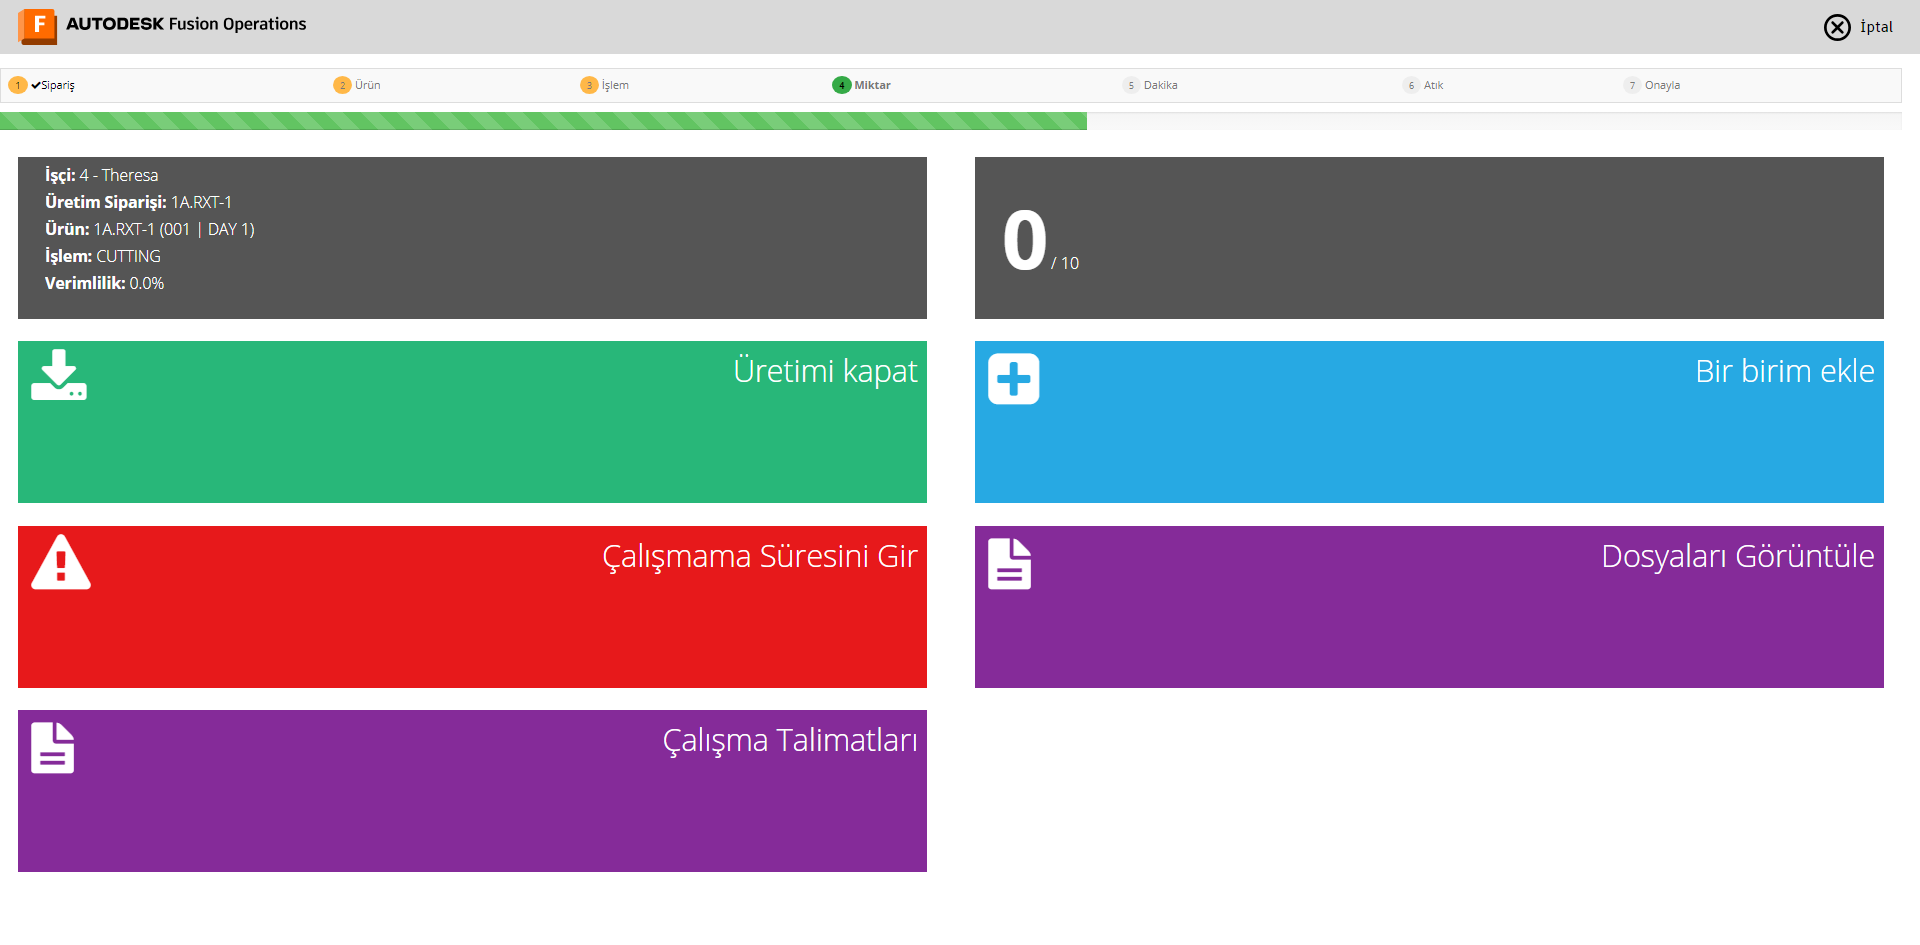 F AUTODESK Fusion Operations
İptal
1 Sipariş
2 Ürün
3 İşlem
4 Miktar
5 Dakika
6 Atık
7 Onayla
İşçi: 4 - Theresa
Üretim Siparişi: 1A.RXT-1
Ürün: 1A.RXT-1 (001 | DAY 1)
İşlem: CUTTING
Verimlilik: 0.0%
0 / 10
Üretimi kapat
Bir birim ekle
Çalışmama Süresini Gir
Dosyaları Görüntüle
Çalışma Talimatları